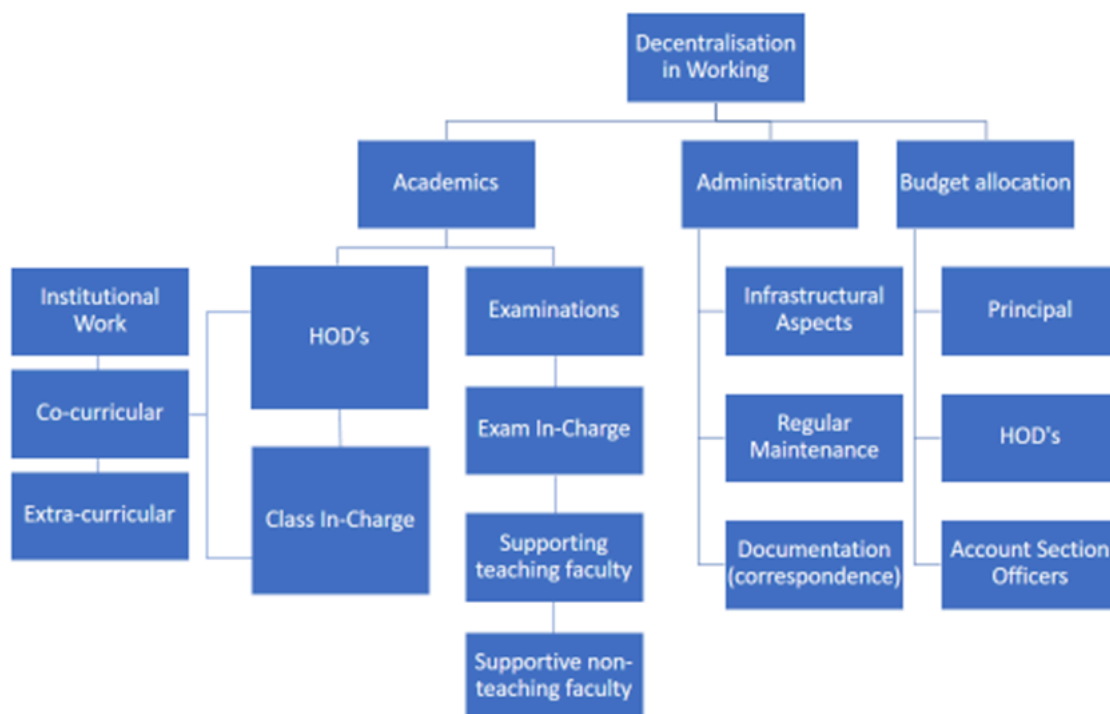 Decentralisation
in Working
Academics
Administration
Budget allocation
Institutional
Work
Co-curricular
Extra-curricular
HOD's
Class In-Charge
Examinations
Exam In-Charge
Supporting
teaching faculty
Supportive non-
teaching faculty
Infrastructural
Aspects
Regular
Maintenance
Documentation
(correspondence)
Principal
HOD's
Account Section
Officers